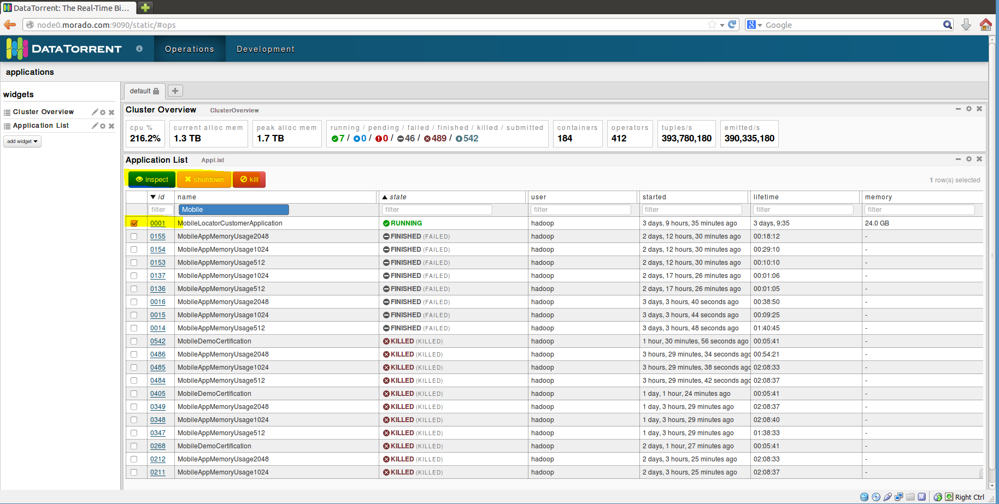 DataTorrent: The Real-Time Bi...
node0.morado.com:9090/static/#ops
Google
DATATORRENT
Operations
Development
applications
widgets
Cluster Overview
Application List
add widget
default
Cluster Overview ClusterOverview
cpu % current alloc mem peak alloc mem running / pending / failed / finished / killed / submitted containers operators tuples/s emitted/s
216.2% 1.3 TB 1.7 TB 7 / 0 / 0 / 46 / 489 / 542 184 412 393,780,180 390,335,180
Application List AppList
inspect shutdown kill 1 row(s) selected
id name state user started lifetime memory
filter Mobile filter filter filter filter filter
0001 MobileLocatorCustomerApplication RUNNING hadoop 3 days, 9 hours, 35 minutes ago 3 days, 9:35 24.0 GB
0155 MobileAppMemoryUsage2048 FINISHED (FAILED) hadoop 2 days, 12 hours, 30 minutes ago 00:18:12 -
0154 MobileAppMemoryUsage1024 FINISHED (FAILED) hadoop 2 days, 12 hours, 30 minutes ago 00:29:10 -
0153 MobileAppMemoryUsage512 FINISHED (FAILED) hadoop 2 days, 12 hours, 30 minutes ago 00:10:10 -
0137 MobileAppMemoryUsage1024 FINISHED (FAILED) hadoop 2 days, 17 hours, 26 minutes ago 00:01:06 -
0136 MobileAppMemoryUsage512 FINISHED (FAILED) hadoop 2 days, 17 hours, 26 minutes ago 00:01:05 -
0016 MobileAppMemoryUsage2048 FINISHED (FAILED) hadoop 3 days, 3 hours, 40 seconds ago 00:38:50 -
0015 MobileAppMemoryUsage1024 FINISHED (FAILED) hadoop 3 days, 3 hours, 44 seconds ago 00:09:25 -
0014 MobileAppMemoryUsage512 FINISHED (FAILED) hadoop 3 days, 3 hours, 48 seconds ago 01:40:45 -
0542 MobileDemoCertification KILLED (KILLED) hadoop 1 hour, 30 minutes, 56 seconds ago 00:05:41 -
0486 MobileAppMemoryUsage2048 KILLED (KILLED) hadoop 3 hours, 29 minutes, 34 seconds ago 00:54:21 -
0485 MobileAppMemoryUsage1024 KILLED (KILLED) hadoop 3 hours, 29 minutes, 38 seconds ago 02:08:33 -
0484 MobileAppMemoryUsage512 KILLED (KILLED) hadoop 3 hours, 29 minutes, 42 seconds ago 02:08:37 -
0405 MobileDemoCertification KILLED (KILLED) hadoop 1 day, 1 hour, 24 minutes ago 00:05:41 -
0349 MobileAppMemoryUsage2048 KILLED (KILLED) hadoop 1 day, 3 hours, 29 minutes ago 02:08:37 -
0348 MobileAppMemoryUsage1024 KILLED (KILLED) hadoop 1 day, 3 hours, 29 minutes ago 02:08:40 -
0347 MobileAppMemoryUsage512 KILLED (KILLED) hadoop 1 day, 3 hours, 29 minutes ago 01:38:33 -
0268 MobileDemoCertification KILLED (KILLED) hadoop 2 days, 1 hour, 27 minutes ago 00:05:41 -
0212 MobileAppMemoryUsage2048 KILLED (KILLED) hadoop 2 days, 3 hours, 25 minutes ago 02:08:33 -
0211 MobileAppMemoryUsage1024 KILLED (KILLED) hadoop 2 days, 3 hours, 25 minutes ago 02:08:37 -
Right Ctrl